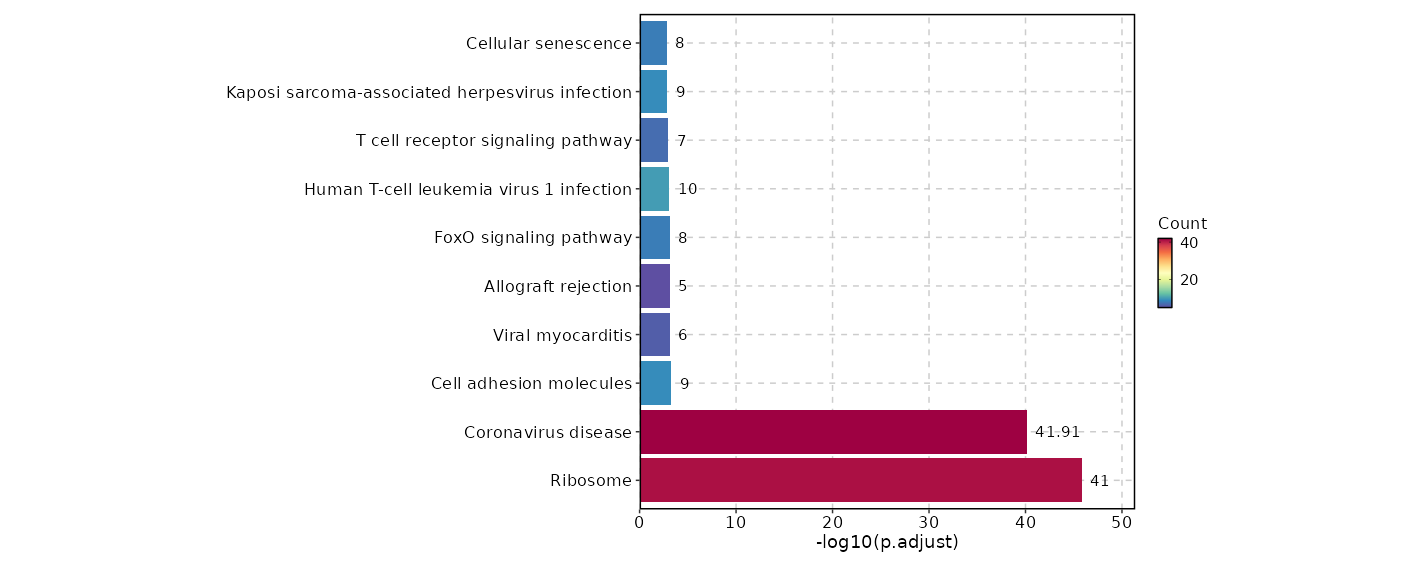 Cellular senescence 8
Kaposi sarcoma-associated herpesvirus infection 9
T cell receptor signaling pathway 7
Human T-cell leukemia virus 1 infection 10
FoxO signaling pathway 8
Allograft rejection 5
Viral myocarditis 6
Cell adhesion molecules 9
Coronavirus disease 41.91
Ribosome 41
0 10 20 30 40 50
-log10(p.adjust)
Count
40
20